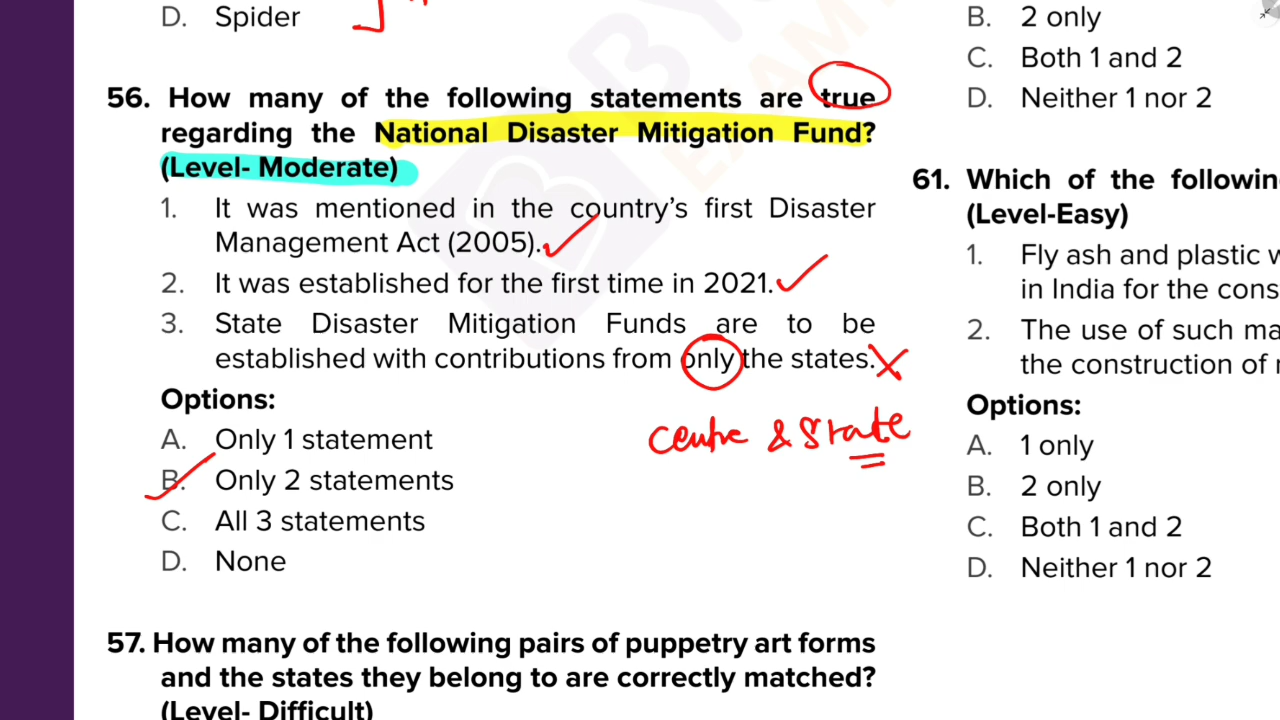 D. Spider
56. How many of the following statements are true
regarding the National Disaster Mitigation Fund?
(Level- Moderate)
1. It was mentioned in the country's first Disaster
Management Act (2005).
2. It was established for the first time in 2021.
3. State Disaster Mitigation Funds are to be
established with contributions from only the states.
Centre & State
Options:
A. Only 1 statement
B. Only 2 statements
C. All 3 statements
D. None
57. How many of the following pairs of puppetry art forms
and the states they belong to are correctly matched?
(Level- Difficult)
B. 2 only
C. Both 1 and 2
D. Neither 1 nor 2
61. Which of the followin
(Level-Easy)
1. Fly ash and plastic
in India for the cons
2. The use of such ma
the construction of
Options:
A. 1 only
B. 2 only
C. Both 1 and 2
D. Neither 1 nor 2